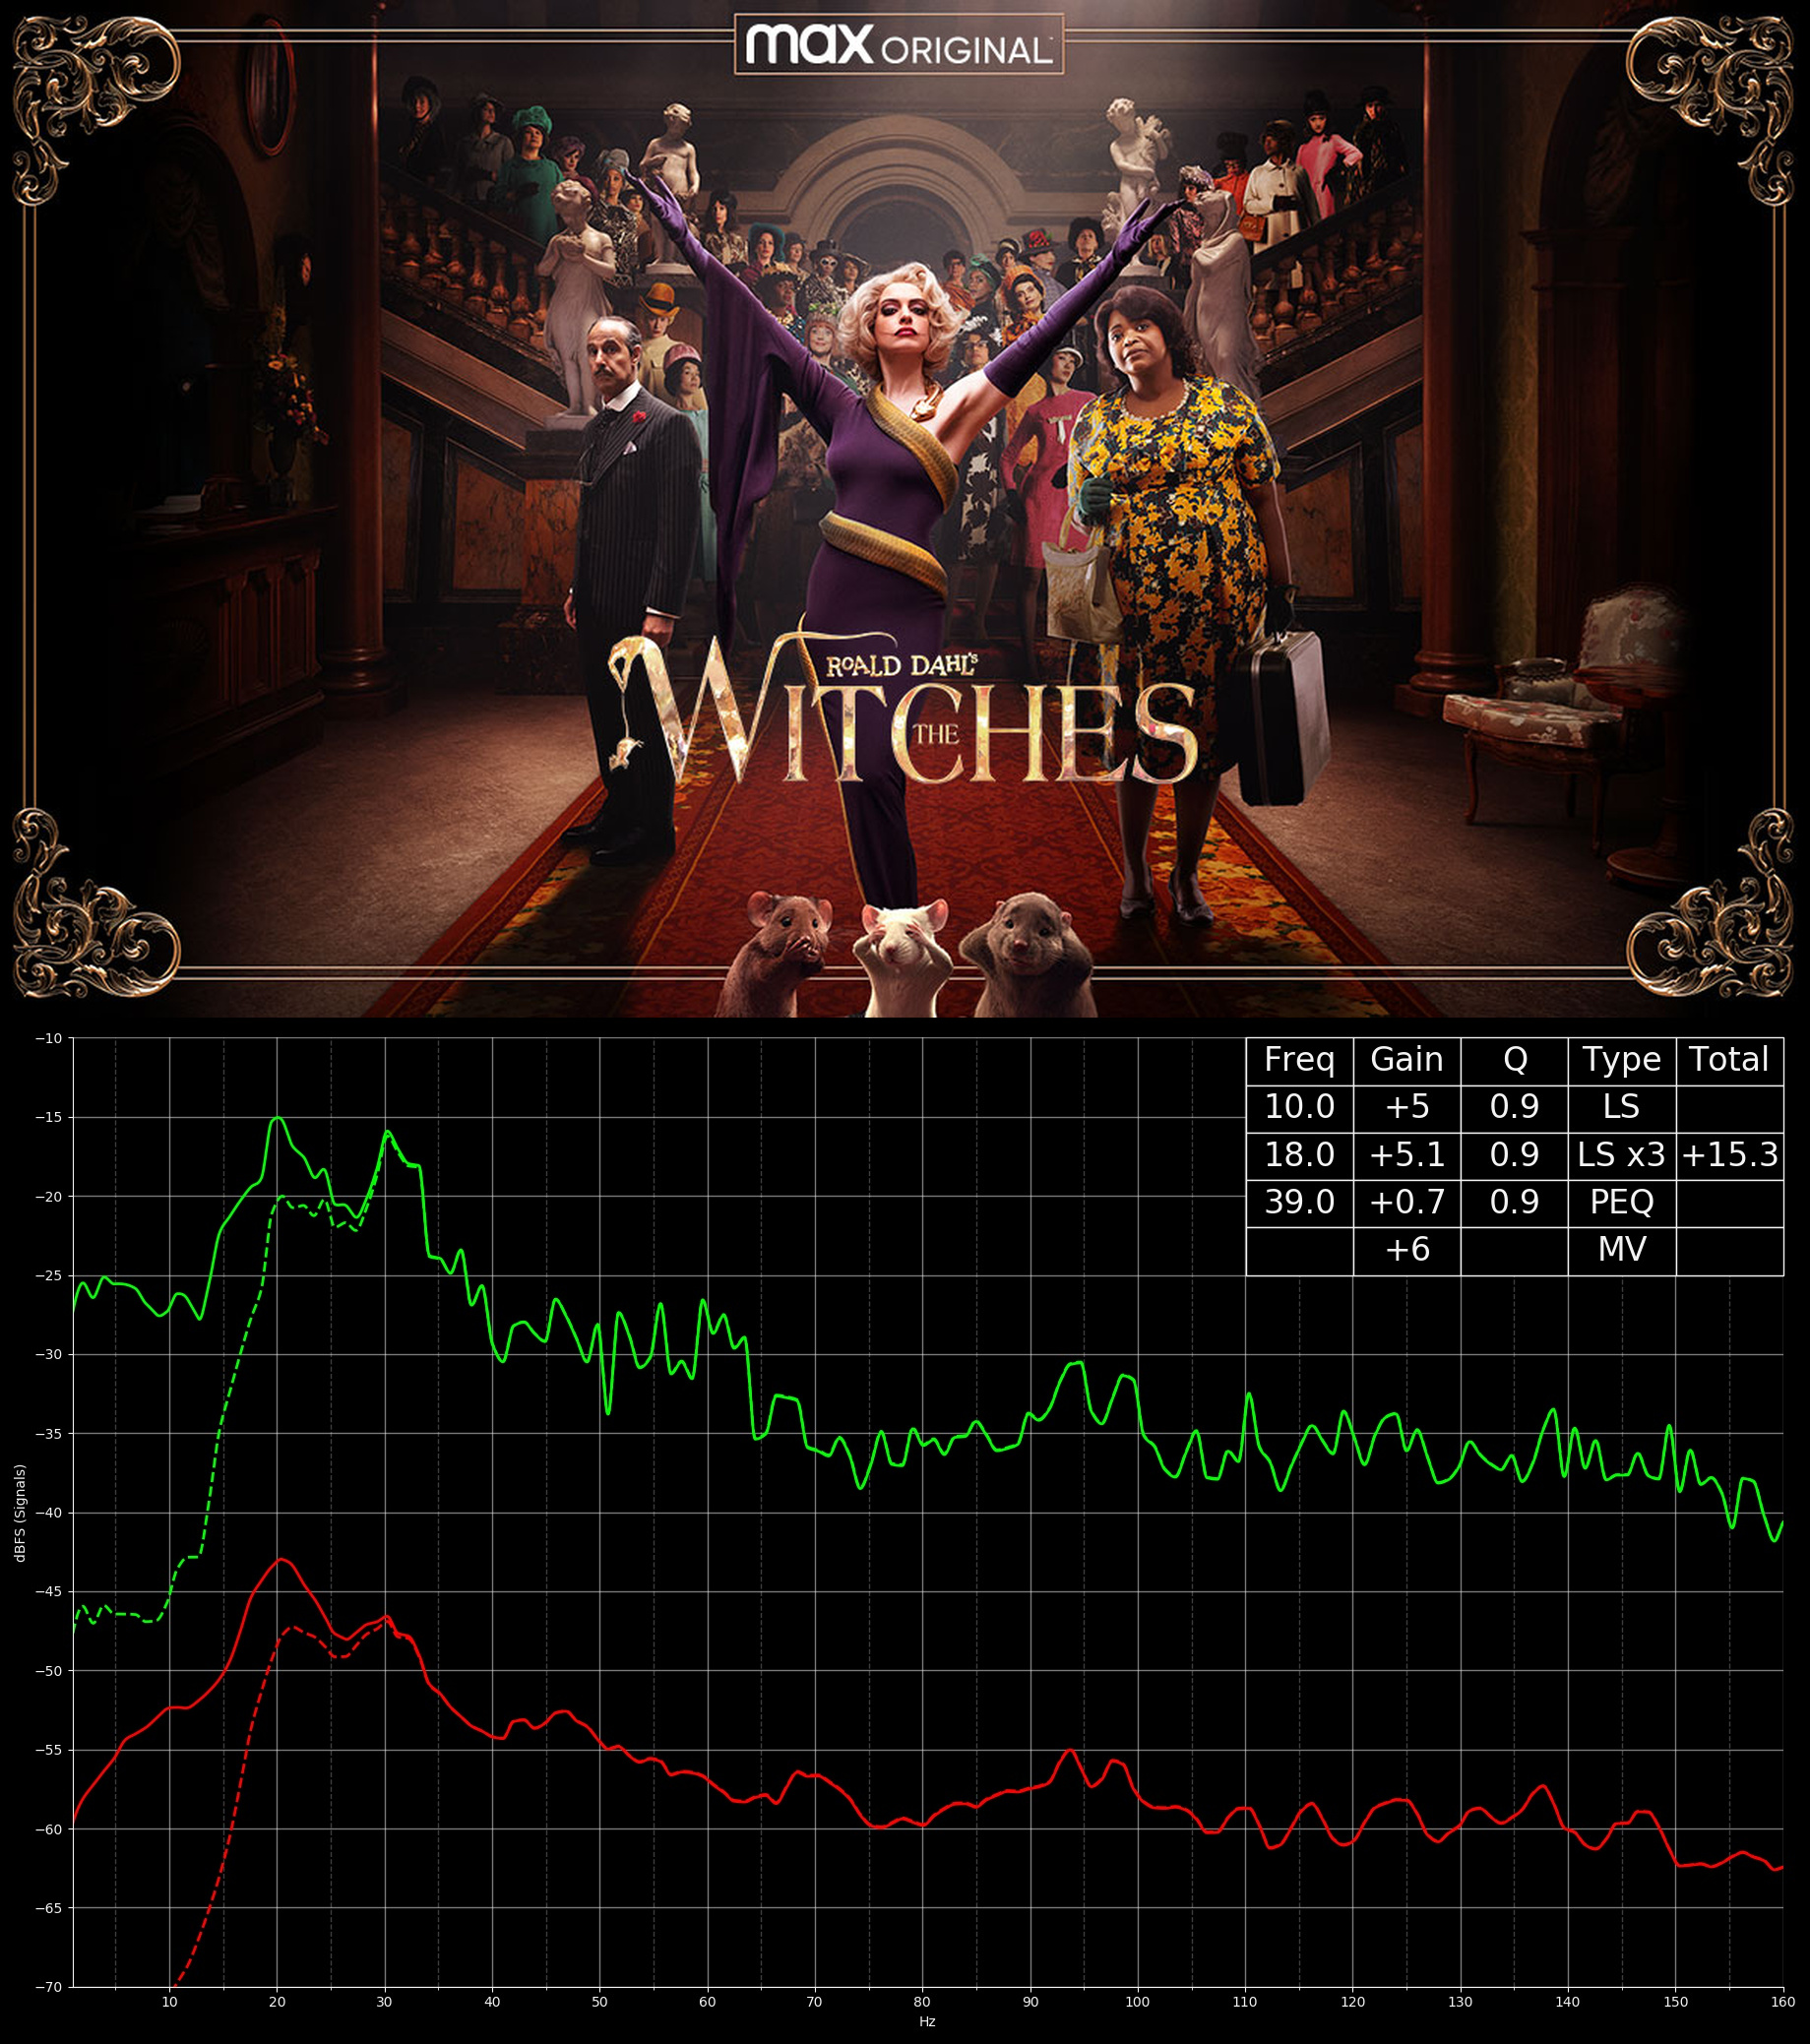 max ORIGINAL
ROALD DAHL's
THE
WITCHES
Freq Gain Q Type Total
10.0 +5 0.9 LS
18.0 +5.1 0.9 LS x3 +15.3
39.0 +0.7 0.9 PEQ
+6 MV
−10
−15
−20
−25
−30
−35
−40
−45
−50
−55
−60
−65
−70
dBFS (Signals)
10 20 30 40 50 60 70 80 90 100 110 120 130 140 150 160
Hz